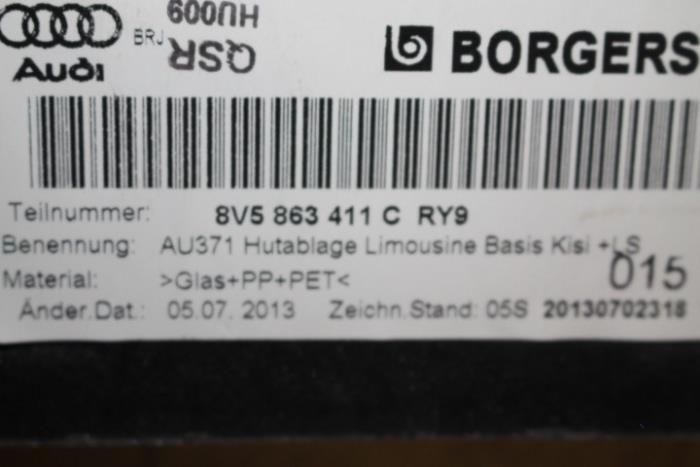 HU009
BRJ QSR
Audi
BORGERS
Teilnummer: 8V5 863 411 C RY9
Benennung: AU371 Hutablage Limousine Basis Kisi +LS
Material: >Glas+PP+PET< 015
Änder.Dat.: 05.07. 2013 Zeichn.Stand: 05S 20130702318